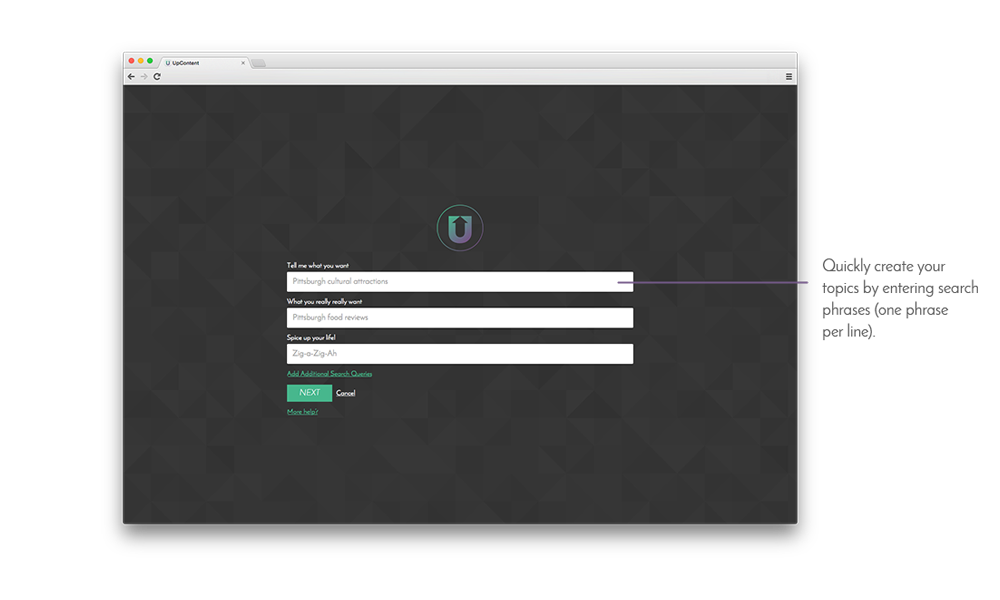 UpContent
Tell me what you want
Pittsburgh cultural attractions
What you really really want
Pittsburgh food reviews
Spice up your life!
Zig-a-Zig-Ah
Add Additional Search Queries
NEXT Cancel
More help?
Quickly create your
topics by entering search
phrases (one phrase
per line).